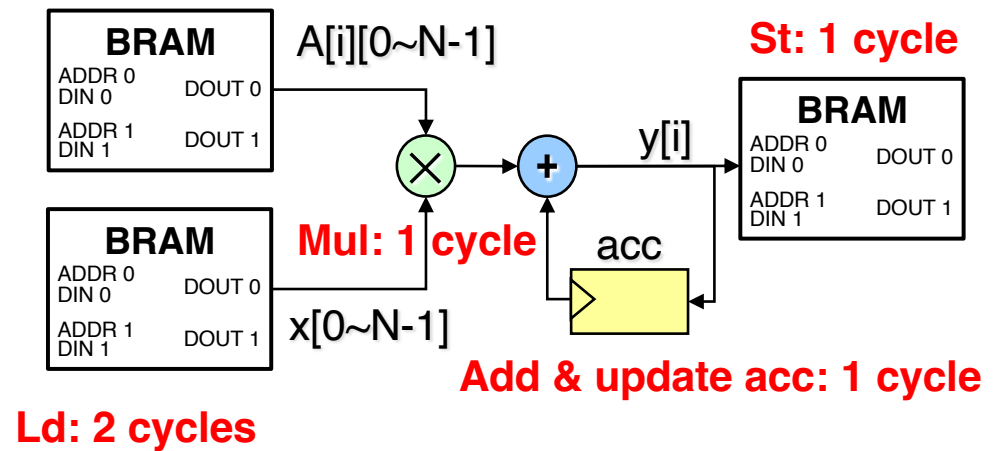 BRAM
ADDR 0
DIN 0
DOUT 0
ADDR 1
DIN 1
DOUT 1
A[i][0~N-1]
St: 1 cycle
BRAM
ADDR 0
DIN 0
DOUT 0
ADDR 1
DIN 1
DOUT 1
y[i]
×
+
Mul: 1 cycle
acc
BRAM
ADDR 0
DIN 0
DOUT 0
ADDR 1
DIN 1
DOUT 1
x[0~N-1]
Add & update acc: 1 cycle
Ld: 2 cycles